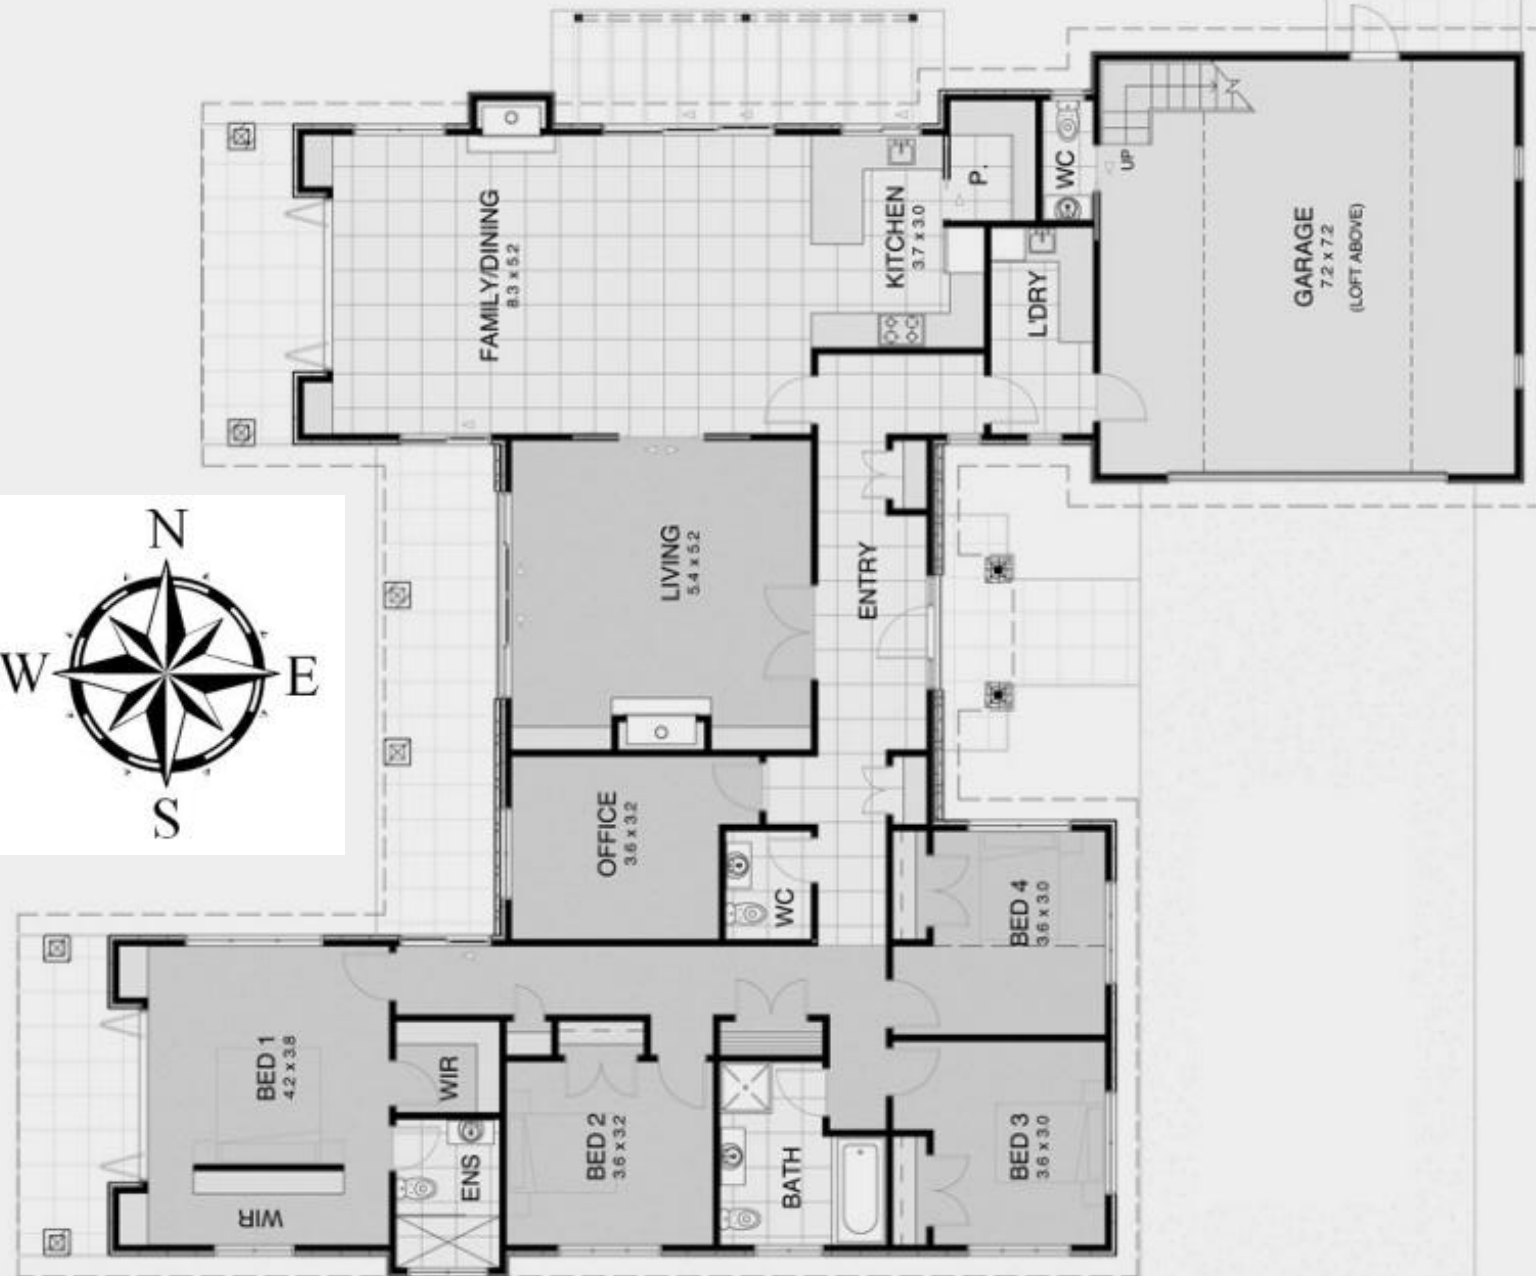 WC
UP
P.
KITCHEN
3.7 x 3.0
FAMILY/DINING
8.3 x 5.2
L'DRY
GARAGE
7.2 x 7.2
(LOFT ABOVE)
N
W
E
S
LIVING
5.4 x 5.2
ENTRY
OFFICE
3.6 x 3.2
WC
BED 4
3.6 x 3.0
BED 1
4.2 x 3.8
WIR
ENS
WIR
BED 2
3.6 x 3.2
BATH
BED 3
3.6 x 3.0